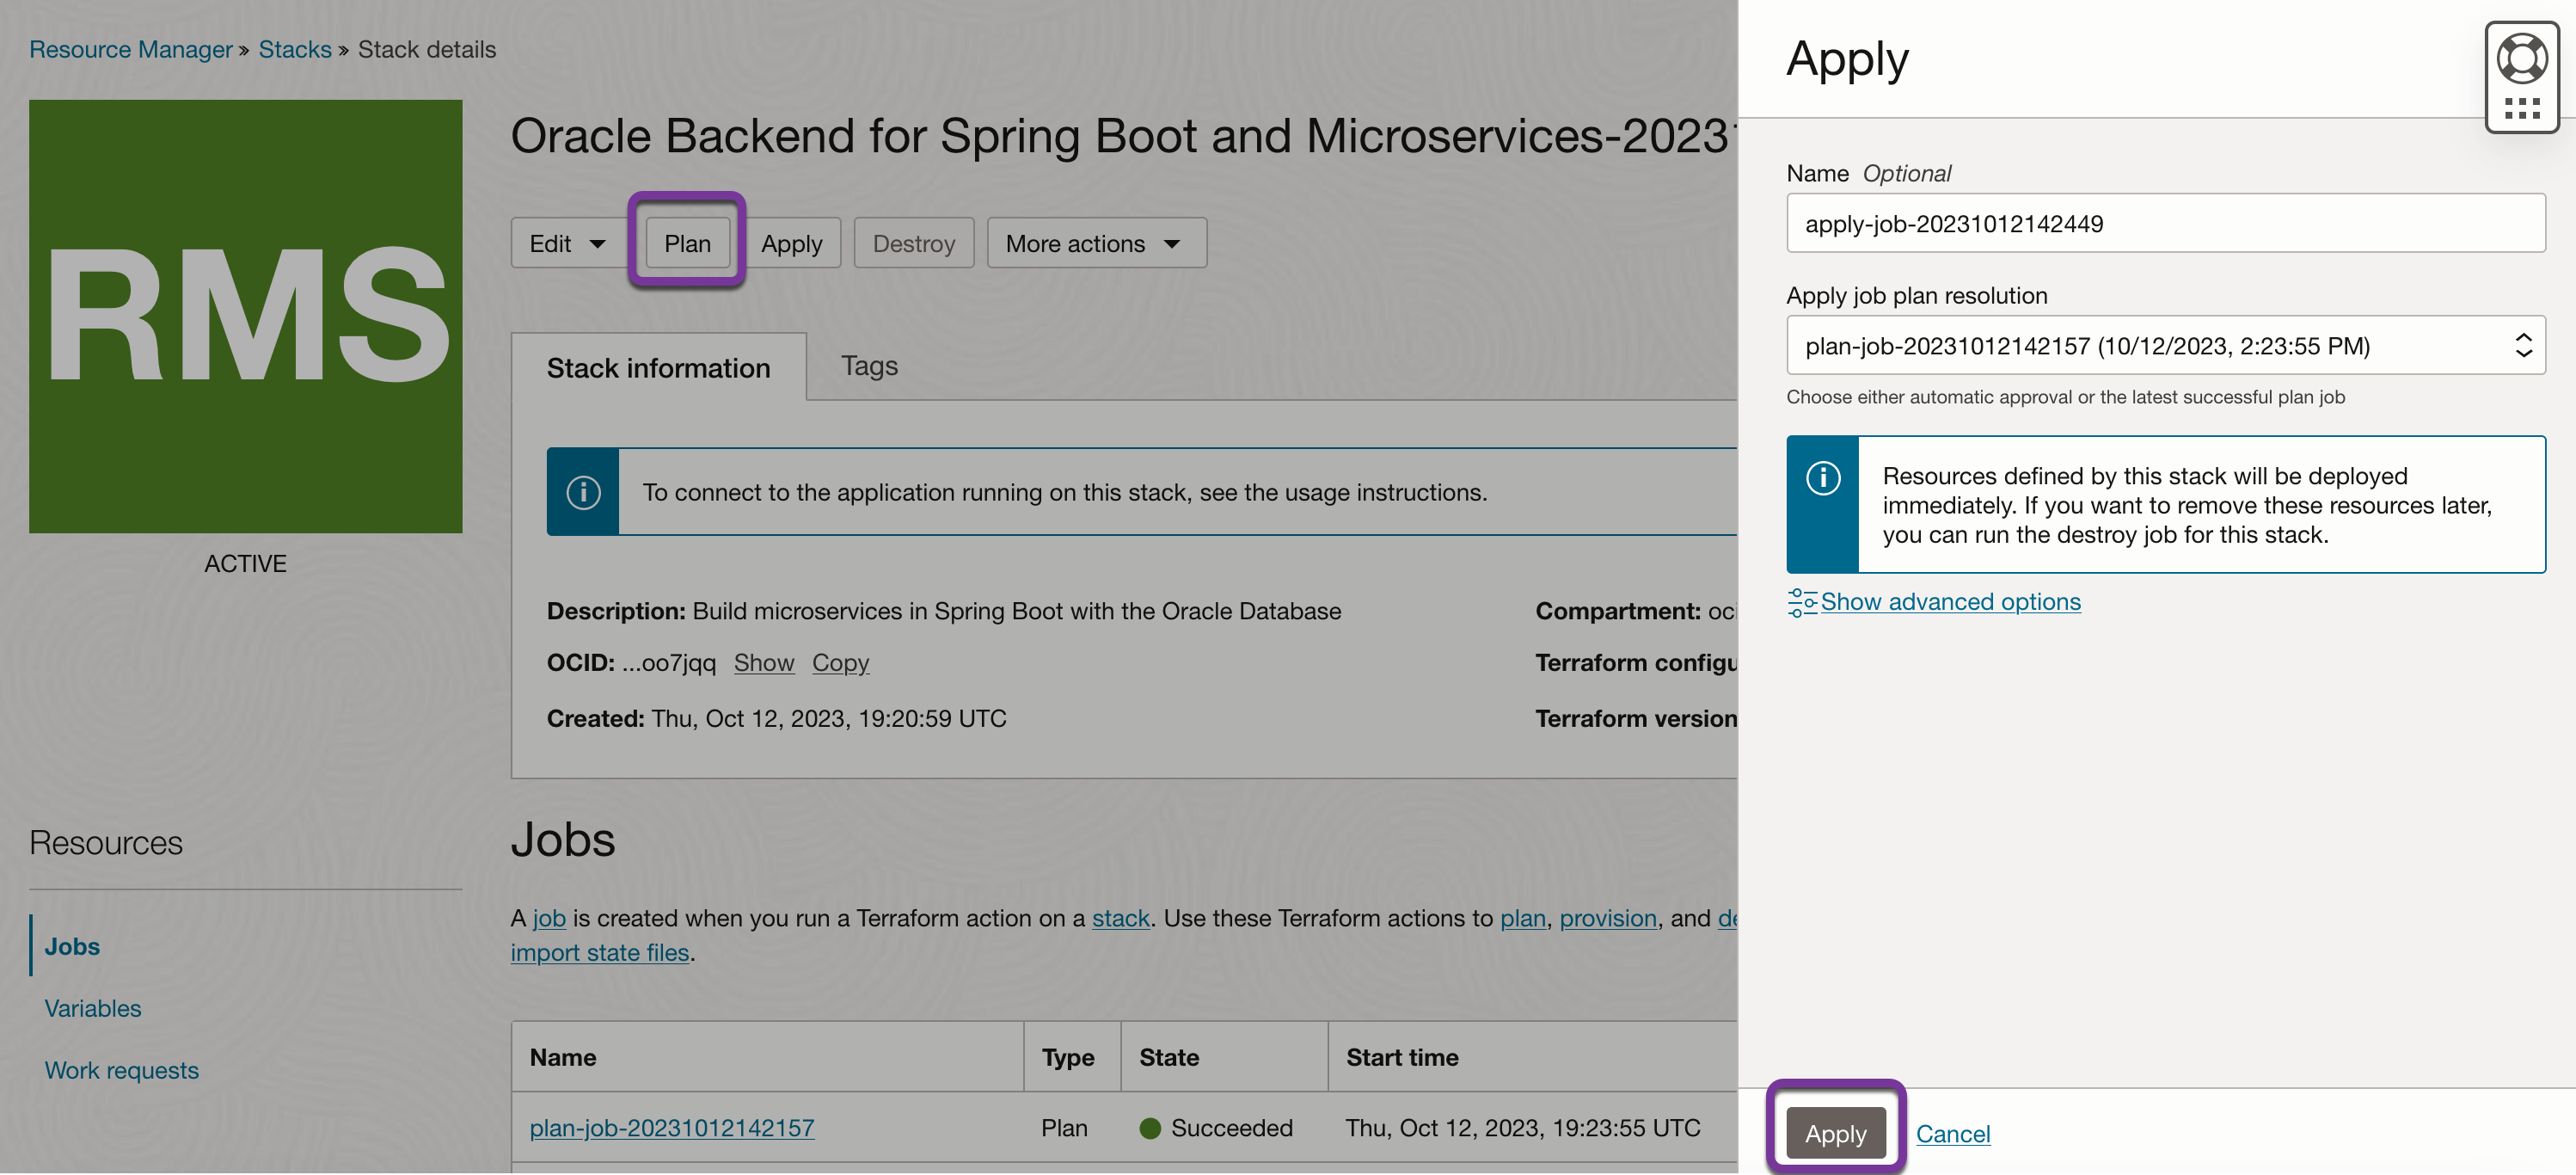 Resource Manager » Stacks » Stack details
RMS
ACTIVE
Oracle Backend for Spring Boot and Microservices-2023
Edit
Plan
Apply
Destroy
More actions
Stack information
Tags
To connect to the application running on this stack, see the usage instructions.
Description: Build microservices in Spring Boot with the Oracle Database
Compartment:
OCID: ...oo7jqq Show Copy
Terraform
Created: Thu, Oct 12, 2023, 19:20:59 UTC
Terraform version
Resources
Jobs
Variables
Work requests
Jobs
A job is created when you run a Terraform action on a stack. Use these Terraform actions to plan, provision, and
import state files.
Name Type State Start time
plan-job-20231012142157 Plan Succeeded Thu, Oct 12, 2023, 19:23:55 UTC
Apply
Name Optional
apply-job-20231012142449
Apply job plan resolution
plan-job-20231012142157 (10/12/2023, 2:23:55 PM)
Choose either automatic approval or the latest successful plan job
Resources defined by this stack will be deployed
immediately. If you want to remove these resources later,
you can run the destroy job for this stack.
Show advanced options
Apply
Cancel